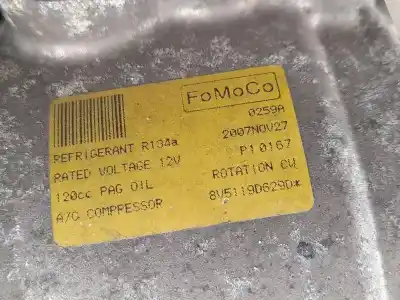 FoMoCo
0259A
2007NOV27
REFRIGERANT R134a
P10167
RATED VOLTAGE 12V
ROTATION CW
120cc PAG OIL
8V5119D629D*
A/C COMPRESSOR